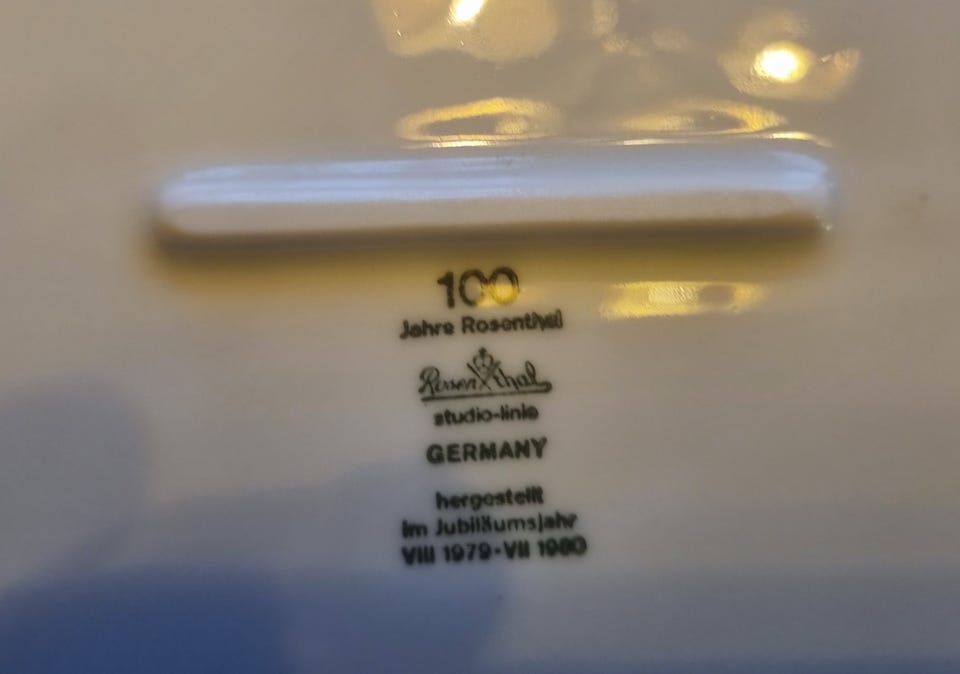 100
Jahre Rosenthal
Rosenthal
studio-linie
GERMANY
hergestellt
im Jubiläumsjahr
VIII 1979-VII 1980